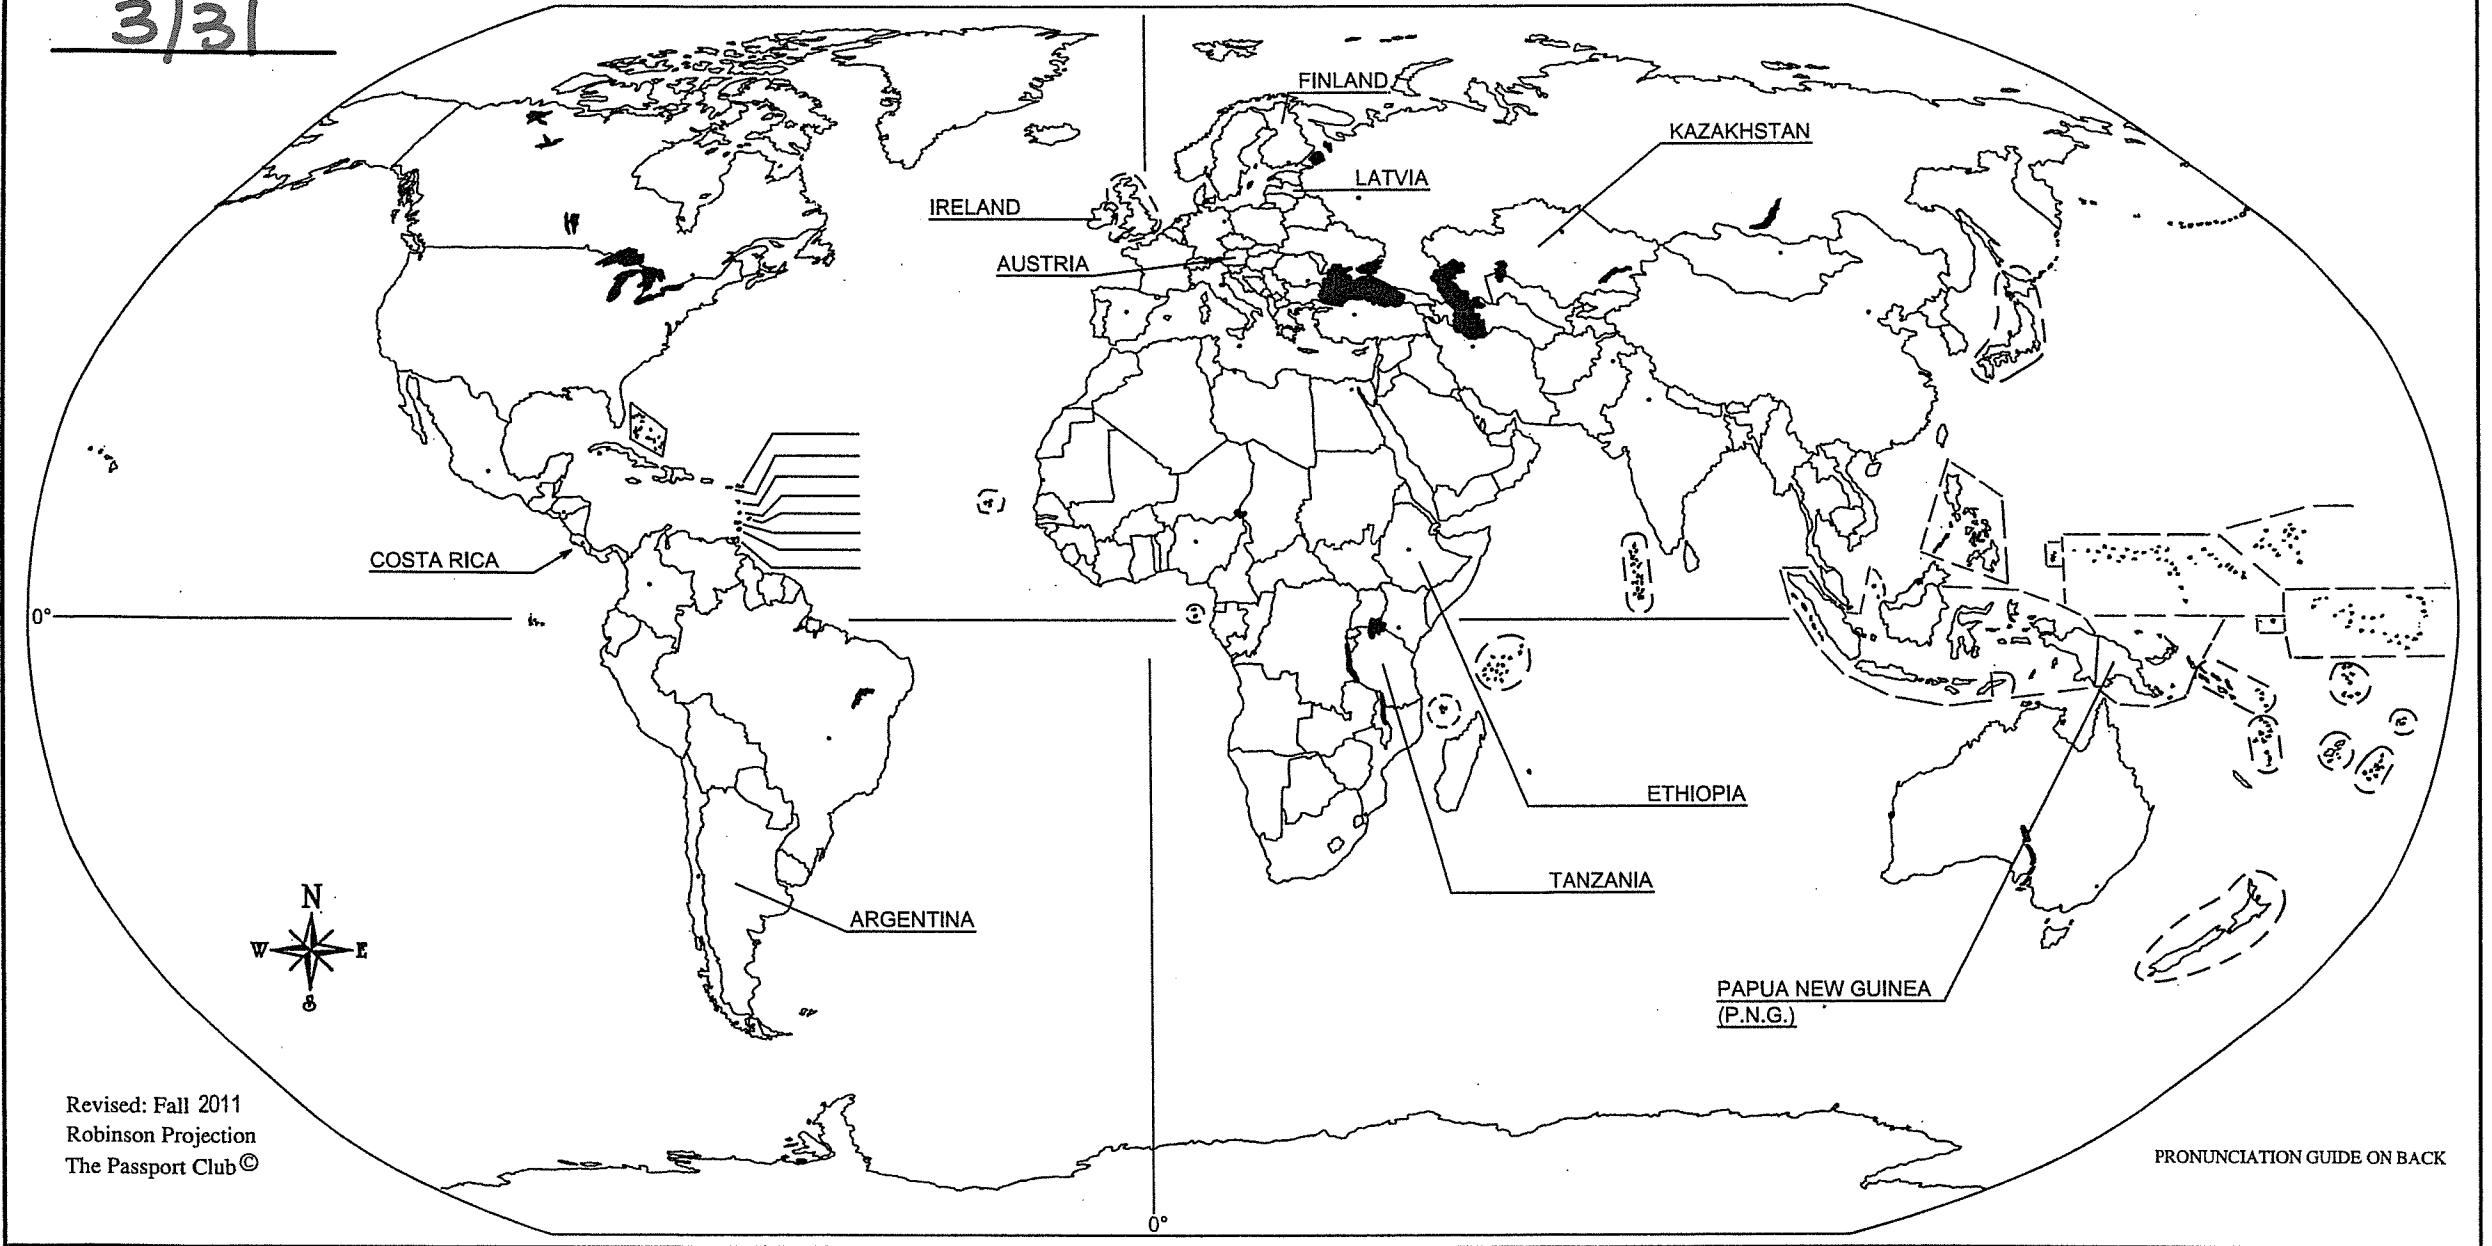 3/31
FINLAND
KAZAKHSTAN
LATVIA
IRELAND
AUSTRIA
COSTA RICA
0°
ETHIOPIA
TANZANIA
ARGENTINA
N
W E
S
PAPUA NEW GUINEA
(P.N.G.)
Revised: Fall 2011
Robinson Projection
The Passport Club©
PRONUNCIATION GUIDE ON BACK
0°